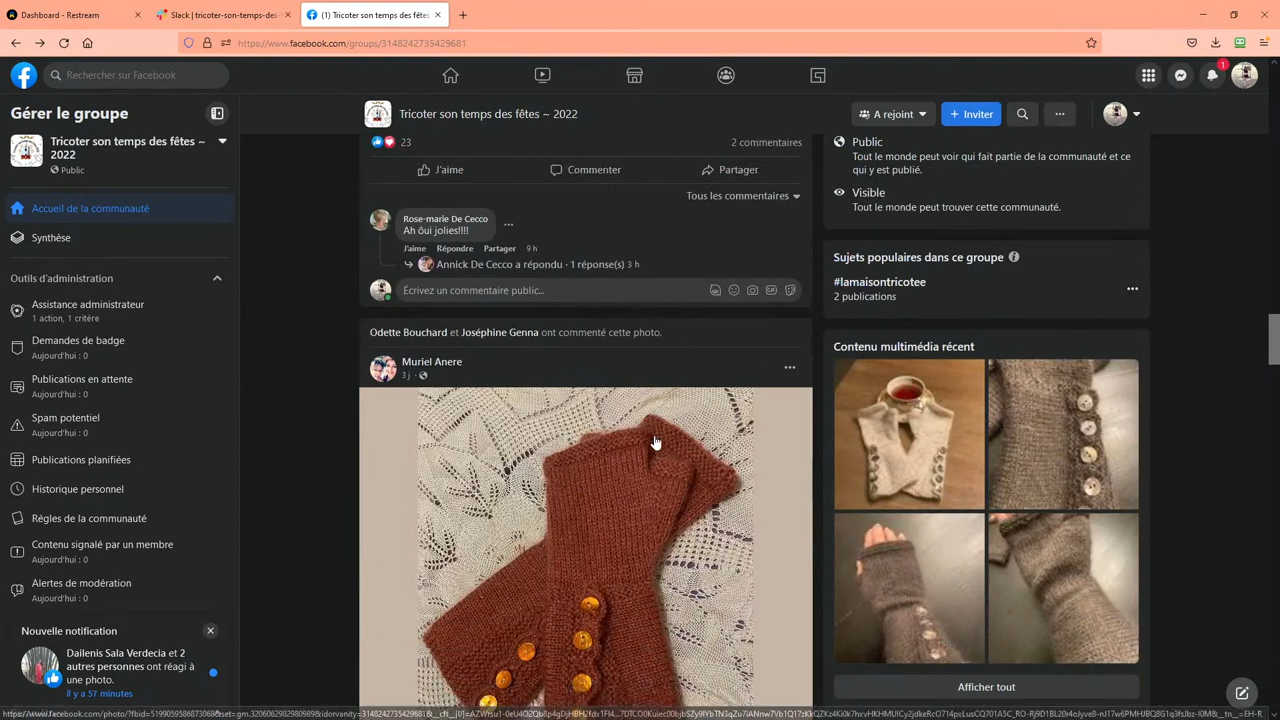 Dashboard - Restream
Slack | tricoter-son-temps-des-
(1) Tricoter son temps des fêtes
https://www.facebook.com/groups/3148242735429681
Rechercher sur Facebook
1
Gérer le groupe
Tricoter son temps des fêtes ~
2022
Public
Accueil de la communauté
Synthèse
Outils d'administration
Assistance administrateur
1 action, 1 critère
Demandes de badge
Aujourd'hui : 0
Publications en attente
Aujourd'hui : 0
Spam potentiel
Aujourd'hui : 0
Publications planifiées
Historique personnel
Règles de la communauté
Contenu signalé par un membre
Aujourd'hui : 0
Alertes de modération
Aujourd'hui : 0
Nouvelle notification
Dailenis Sala Verdecia et 2
autres personnes ont réagi à
une photo.
Il y a 57 minutes
Tricoter son temps des fêtes ~ 2022
A rejoint
+ Inviter
23
2 commentaires
J'aime
Commenter
Partager
Tous les commentaires
Rose-marie De Cecco
Ah ôui jolies!!!!
J'aime Répondre Partager 9 h
Annick De Cecco a répondu · 1 réponse(s) 3 h
Écrivez un commentaire public...
Odette Bouchard et Joséphine Genna ont commenté cette photo.
Muriel Anere
3 j ·
Public
Tout le monde peut voir qui fait partie de la communauté et ce
qui y est publié.
Visible
Tout le monde peut trouver cette communauté.
Sujets populaires dans ce groupe
#lamaisontricotee
2 publications
Contenu multimédia récent
Afficher tout